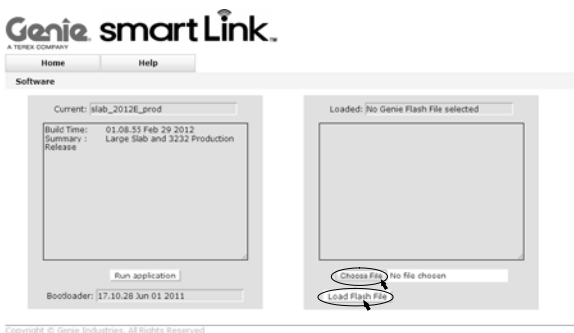 Genie smart Link™
A TEREX COMPANY
Home Help
Software
Current: slab_2012E_prod
Build Time: 01.08.55 Feb 29 2012
Summary : Large Slab and 3232 Production
Release
Run application
Bootloader: 17.10.28 Jun 01 2011
Loaded: No Genie Flash File selected
Choose File No file chosen
Load Flash File
Copyright © Genie Industries. All Rights Reserved